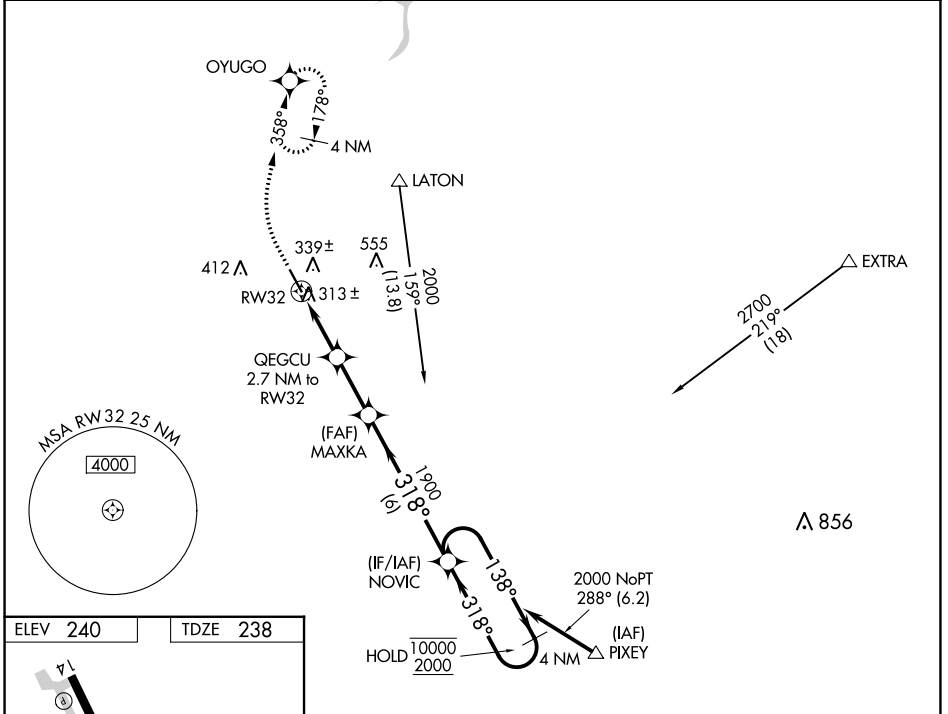 OYUGO
358°
178°
4 NM
LATON
339±
555
412
2000
159°
(13.8)
EXTRA
RW32
313±
2700
219°
(18)
QEGCU
2.7 NM to
RW32
(FAF)
MAXKA
MSA RW32 25 NM
4000
1900
318°
(6)
856
(IF/IAF)
NOVIC
138°
318°
2000 NoPT
288° (6.2)
(IAF)
PIXEY
HOLD 10000
2000
4 NM
ELEV 240
TDZE 238
14
P